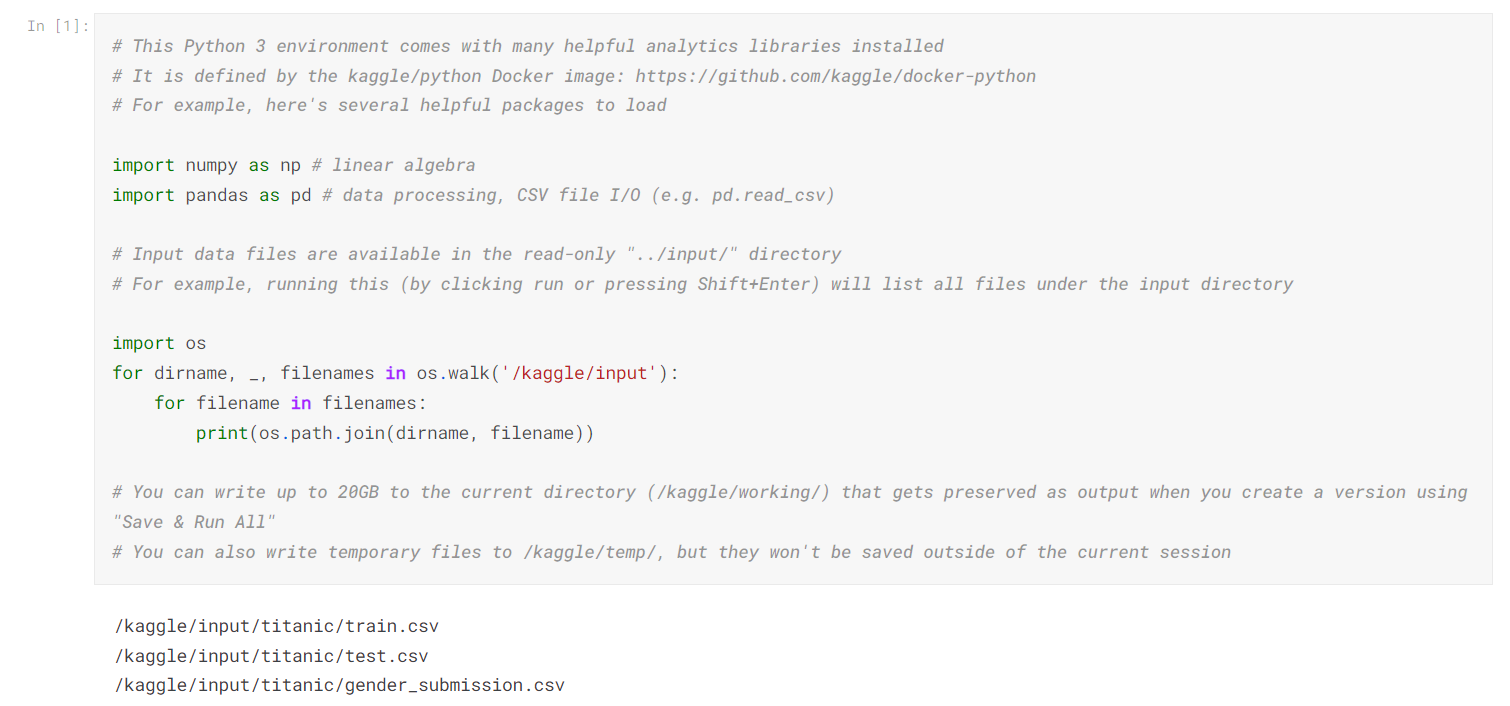 In [1]:
# This Python 3 environment comes with many helpful analytics libraries installed
# It is defined by the kaggle/python Docker image: https://github.com/kaggle/docker-python
# For example, here's several helpful packages to load
import numpy as np # linear algebra
import pandas as pd # data processing, CSV file I/O (e.g. pd.read_csv)
# Input data files are available in the read-only "../input/" directory
# For example, running this (by clicking run or pressing Shift+Enter) will list all files under the input directory
import os
for dirname, _, filenames in os.walk('/kaggle/input'):
    for filename in filenames:
        print(os.path.join(dirname, filename))
# You can write up to 20GB to the current directory (/kaggle/working/) that gets preserved as output when you create a version using
"Save & Run All"
# You can also write temporary files to /kaggle/temp/, but they won't be saved outside of the current session
/kaggle/input/titanic/train.csv
/kaggle/input/titanic/test.csv
/kaggle/input/titanic/gender_submission.csv